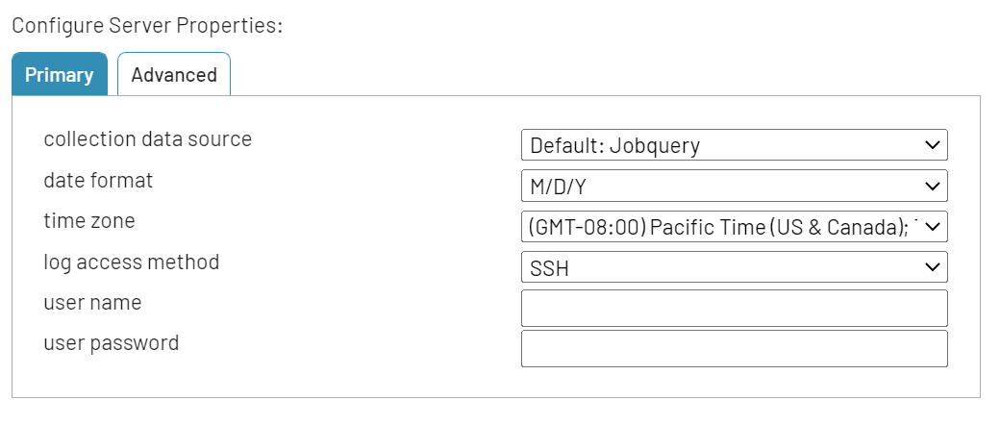 Configure Server Properties:
Primary Advanced
collection data source Default: Jobquery
date format M/D/Y
time zone (GMT-08:00) Pacific Time (US & Canada);
log access method SSH
user name
user password